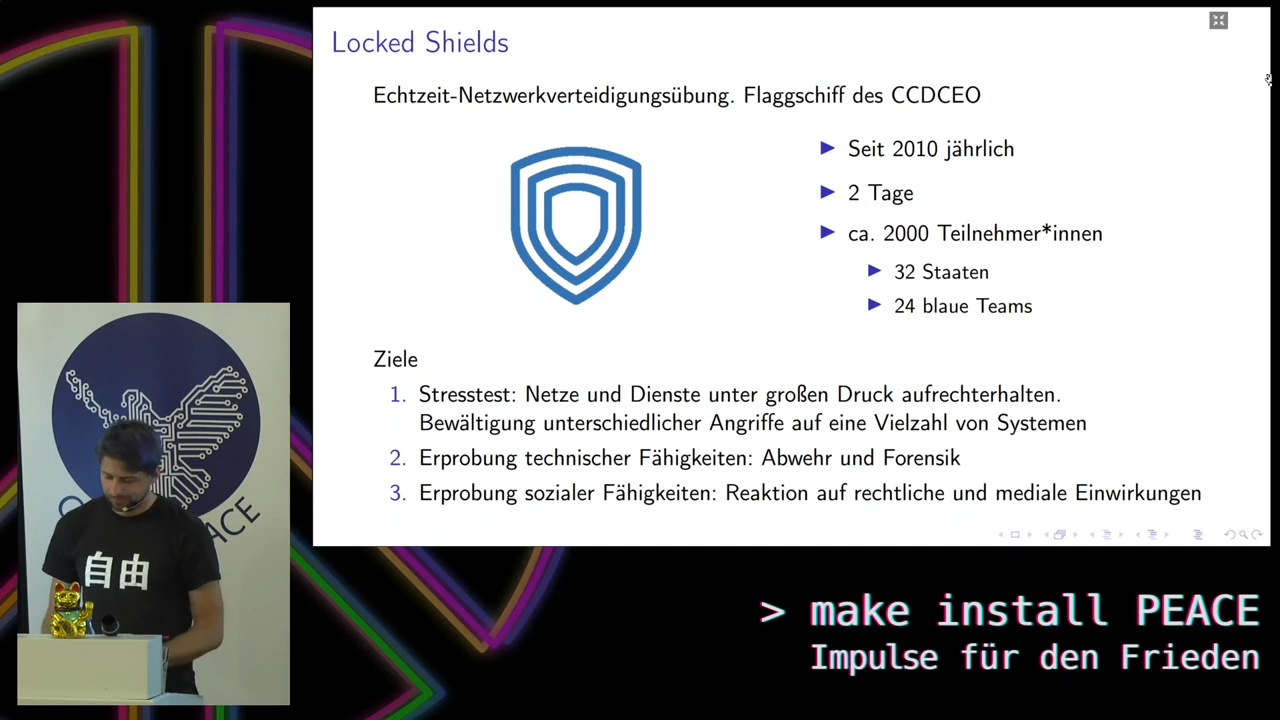 Locked Shields
Echtzeit-Netzwerkverteidigungsübung. Flaggschiff des CCDCEO
Seit 2010 jährlich
2 Tage
ca. 2000 Teilnehmer*innen
32 Staaten
24 blaue Teams
Ziele
1. Stresstest: Netze und Dienste unter großen Druck aufrechterhalten.
Bewältigung unterschiedlicher Angriffe auf eine Vielzahl von Systemen
2. Erprobung technischer Fähigkeiten: Abwehr und Forensik
3. Erprobung sozialer Fähigkeiten: Reaktion auf rechtliche und mediale Einwirkungen
自由
> make install PEACE
Impulse für den Frieden